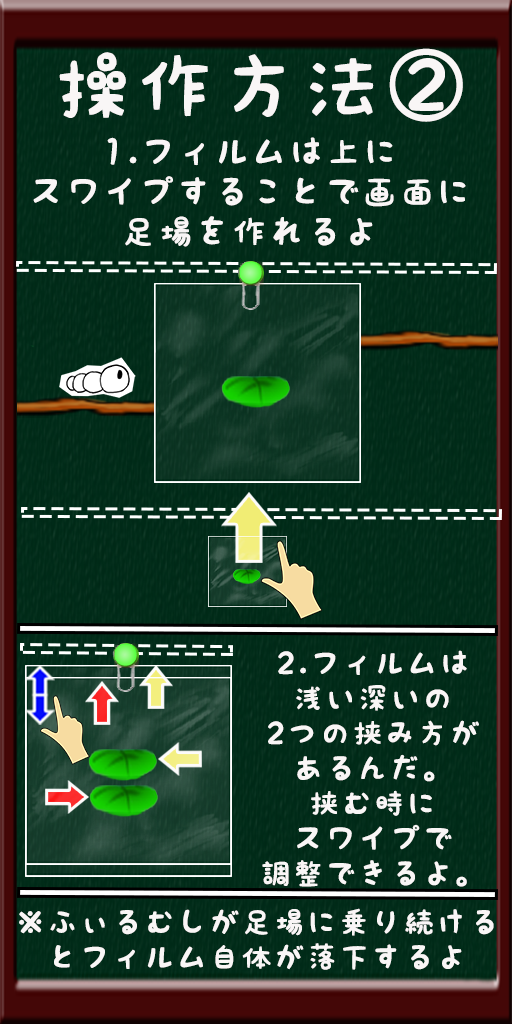 操作方法②
1.フィルムは上に
スワイプすることで画面に
足場を作れるよ
2.フィルムは
浅い深いの
2つの挟み方が
あるんだ。
挟む時に
スワイプで
調整できるよ。
※ふぃるむしが足場に乗り続ける
とフィルム自体が落下するよ